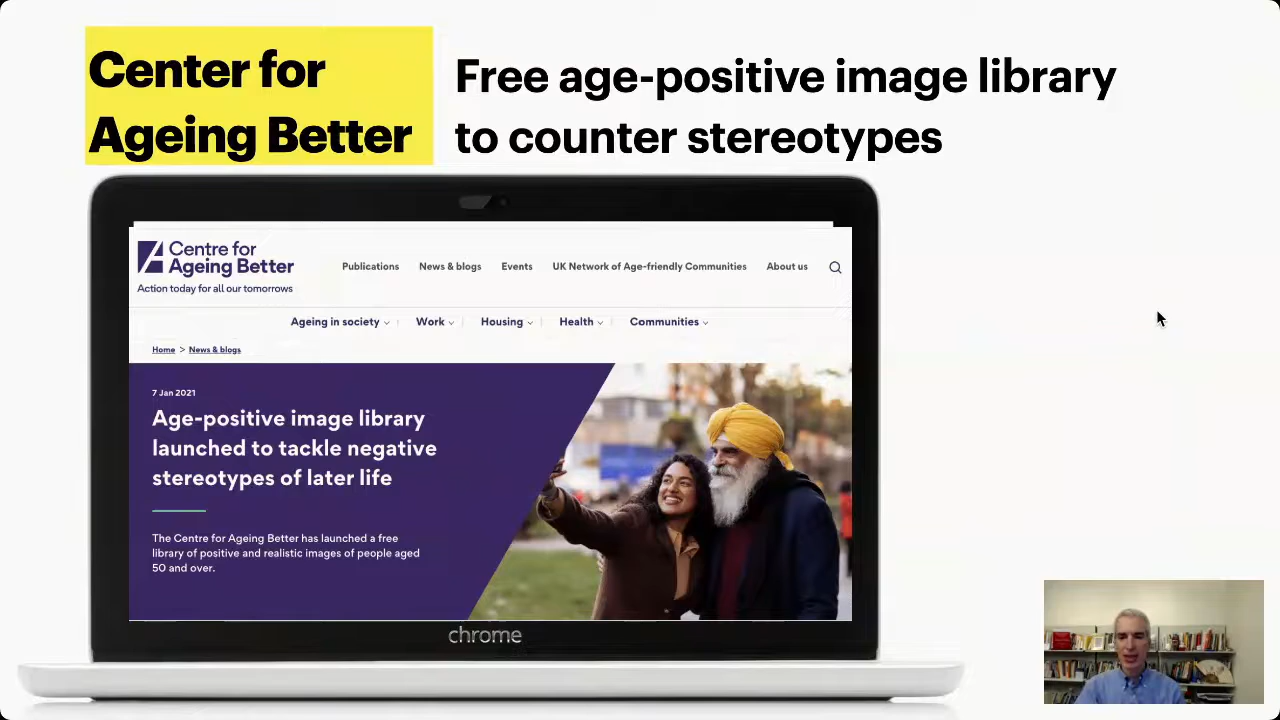 Center for
Ageing Better
Free age-positive image library
to counter stereotypes
Centre for
Ageing Better
Action today for all our tomorrows
Publications News & blogs Events UK Network of Age-friendly Communities About us
Ageing in society Work Housing Health Communities
Home > News & blogs
7 Jan 2021
Age-positive image library
launched to tackle negative
stereotypes of later life
The Centre for Ageing Better has launched a free
library of positive and realistic images of people aged
50 and over.
chrome